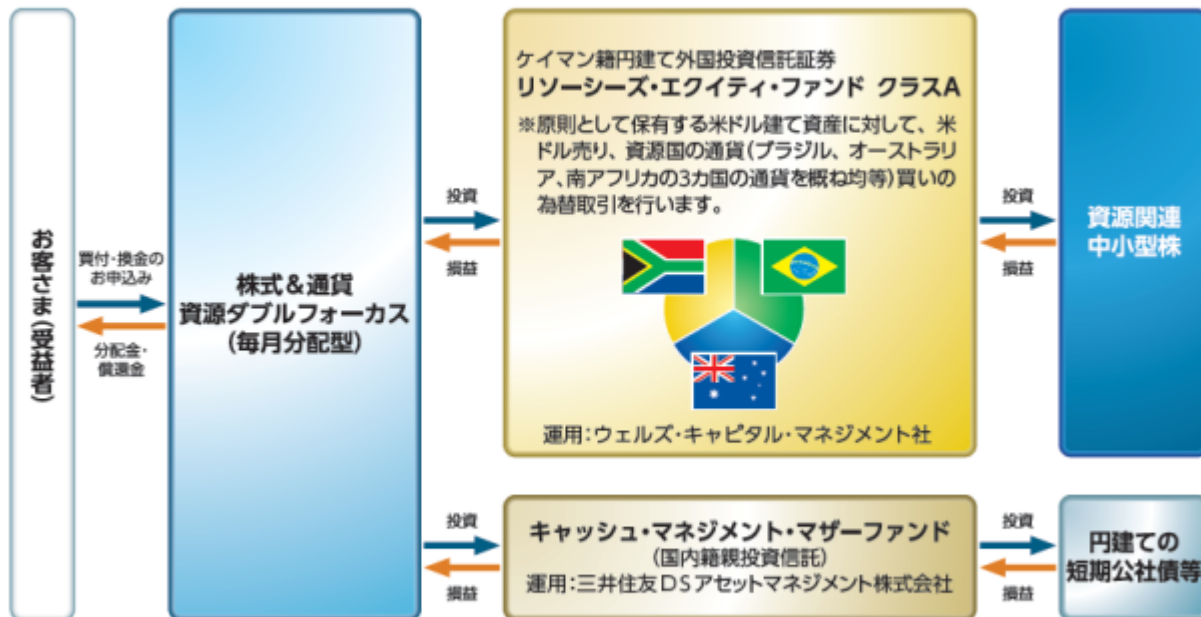 お客さま(受益者)
買付・換金の
お申込み
分配金・
償還金
株式&通貨
資源ダブルフォーカス
(毎月分配型)
投資
損益
ケイマン籍円建て外国投資信託証券
リソーシーズ・エクイティ・ファンド クラスA
※原則として保有する米ドル建て資産に対して、米
ドル売り、資源国の通貨(ブラジル、オーストラリ
ア、南アフリカの3カ国の通貨を概ね均等)買いの
為替取引を行います。
運用:ウェルズ・キャピタル・マネジメント社
投資
損益
資源関連
中小型株
投資
損益
キャッシュ・マネジメント・マザーファンド
(国内籍親投資信託)
運用:三井住友DSアセットマネジメント株式会社
投資
損益
円建ての
短期公社債等